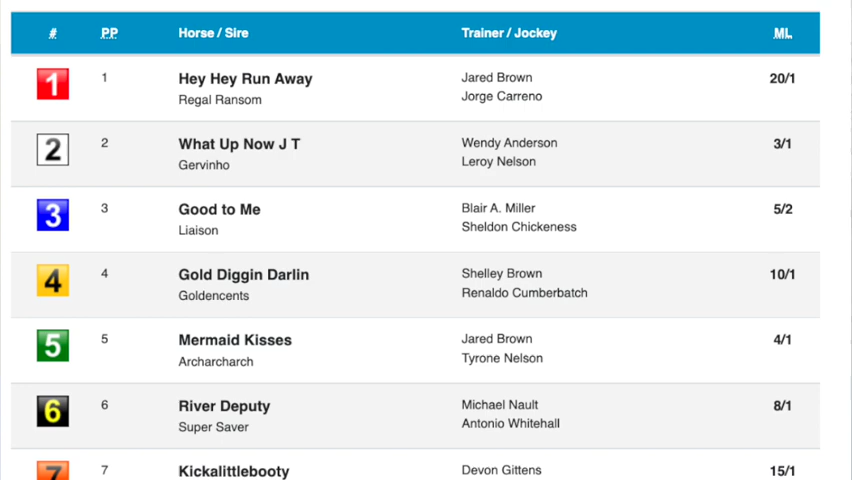 # PP Horse / Sire Trainer / Jockey ML
1 1 Hey Hey Run Away Jared Brown 20/1
Regal Ransom Jorge Carreno
2 2 What Up Now J T Wendy Anderson 3/1
Gervinho Leroy Nelson
3 3 Good to Me Blair A. Miller 5/2
Liaison Sheldon Chickeness
4 4 Gold Diggin Darlin Shelley Brown 10/1
Goldencents Renaldo Cumberbatch
5 5 Mermaid Kisses Jared Brown 4/1
Archarcharch Tyrone Nelson
6 6 River Deputy Michael Nault 8/1
Super Saver Antonio Whitehall
7 7 Kickalittlebooty Devon Gittens 15/1